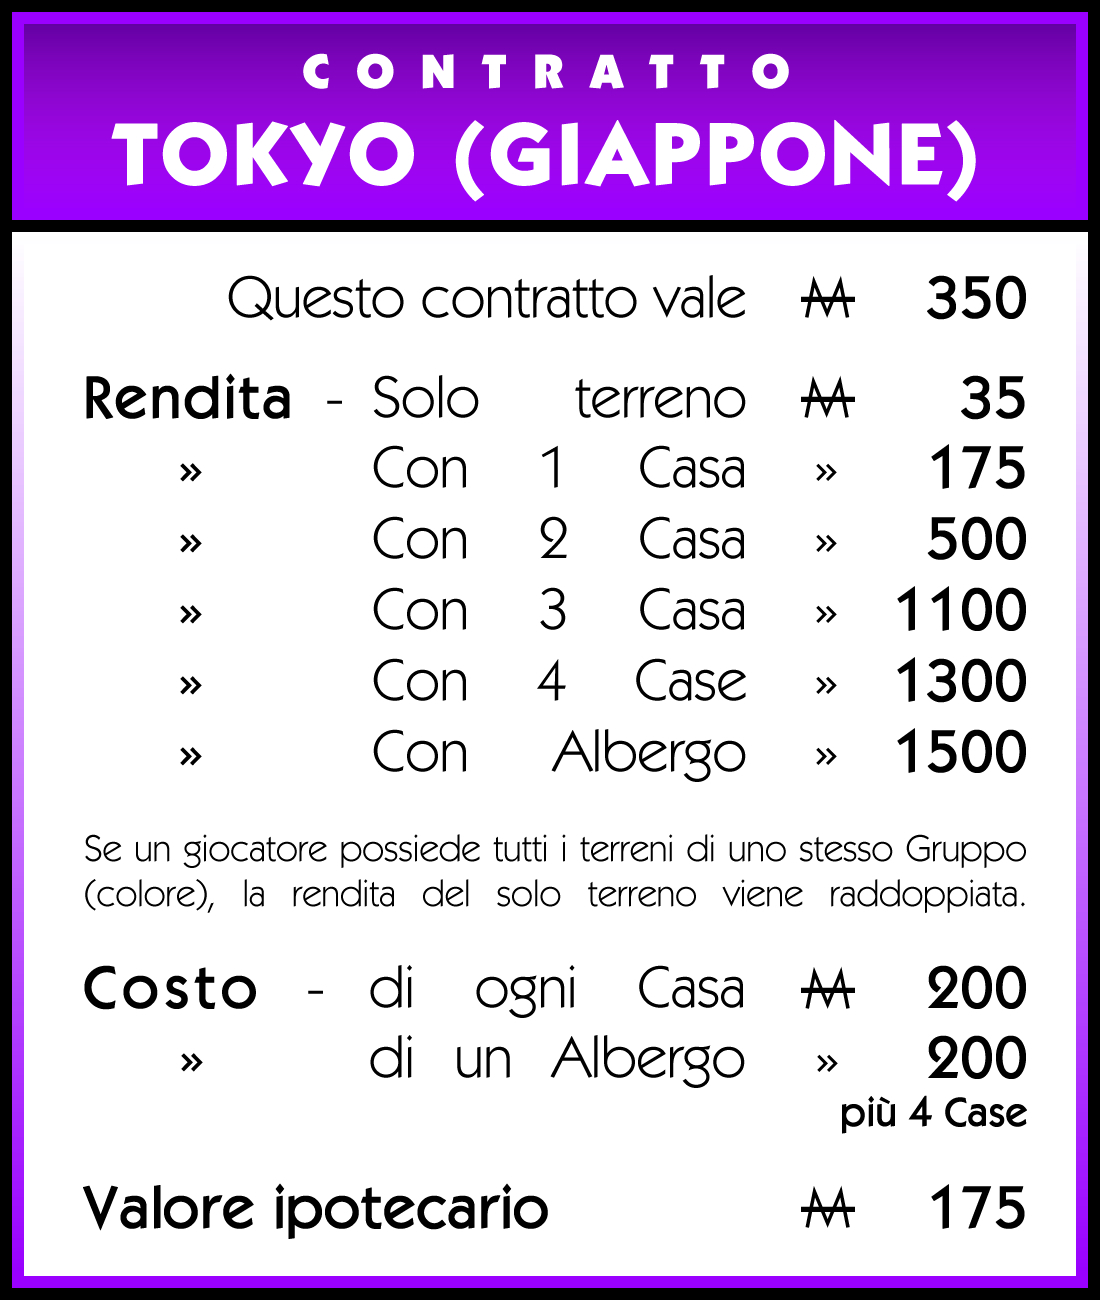 CONTRATTO
TOKYO (GIAPPONE)
Questo contratto vale M 350
Rendita - Solo terreno M 35
» Con 1 Casa » 175
» Con 2 Casa » 500
» Con 3 Casa » 1100
» Con 4 Case » 1300
» Con Albergo » 1500
Se un giocatore possiede tutti i terreni di uno stesso Gruppo
(colore), la rendita del solo terreno viene raddoppiata.
Costo - di ogni Casa M 200
» di un Albergo » 200
più 4 Case
Valore ipotecario M 175